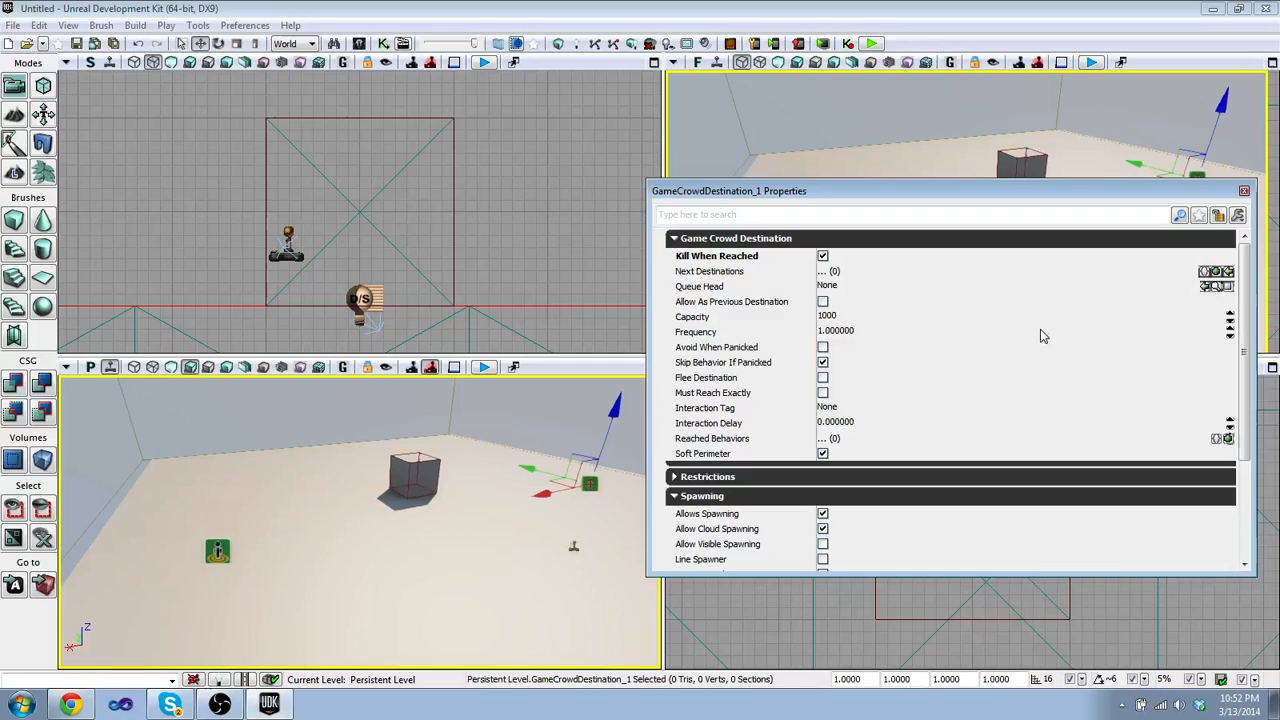 Untitled - Unreal Development Kit (64-bit, DX9)
File Edit View Brush Build Play Tools Preferences Help
World
Modes
S G
F G
GameCrowdDestination_1 Properties
Type here to search
Brushes
Game Crowd Destination
Kill When Reached
Next Destinations ... (0)
Queue Head None
Allow As Previous Destination
Capacity 1000
Frequency 1.000000
Avoid When Panicked
Skip Behavior If Panicked
Flee Destination
Must Reach Exactly
Interaction Tag None
Interaction Delay 0.000000
Reached Behaviors ... (0)
Soft Perimeter
Restrictions
Spawning
Allows Spawning
Allow Cloud Spawning
Allow Visible Spawning
Line Spawner
D/S
CSG
P G
Volumes
Select
Go to
Z
X
Current Level: Persistent Level
Persistent Level.GameCrowdDestination_1 Selected (0 Tris, 0 Verts, 0 Sections)
1.0000 1.0000 1.0000 1.0000 16 ~6 5%
UDK
10:52 PM
3/13/2014